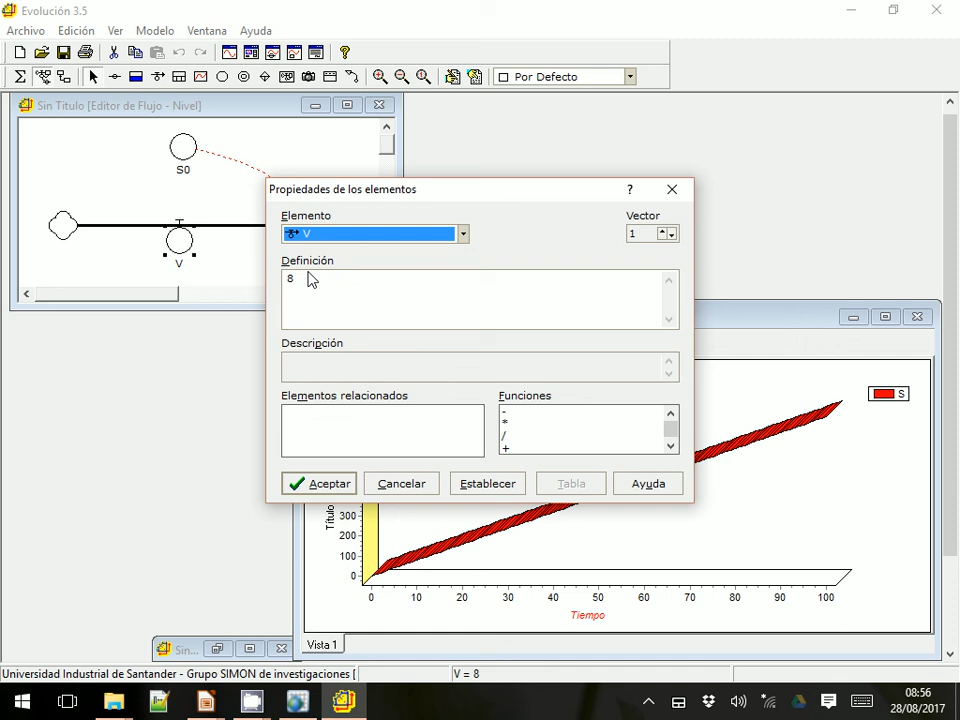 Evolución 3.5
Archivo Edición Ver Modelo Ventana Ayuda
Por Defecto
Sin Título [Editor de Flujo - Nivel]
S0
V
Propiedades de los elementos
Elemento
Vector
V
1
Definición
8
Descripción
Elementos relacionados
Funciones
-
*
/
+
Aceptar
Cancelar
Establecer
Tabla
Ayuda
S
Título
300
200
100
0
0 10 20 30 40 50 60 70 80 90 100
Tiempo
Vista 1
Sin...
Universidad Industrial de Santander - Grupo SIMON de investigaciones [
V = 8
08:56
28/08/2017